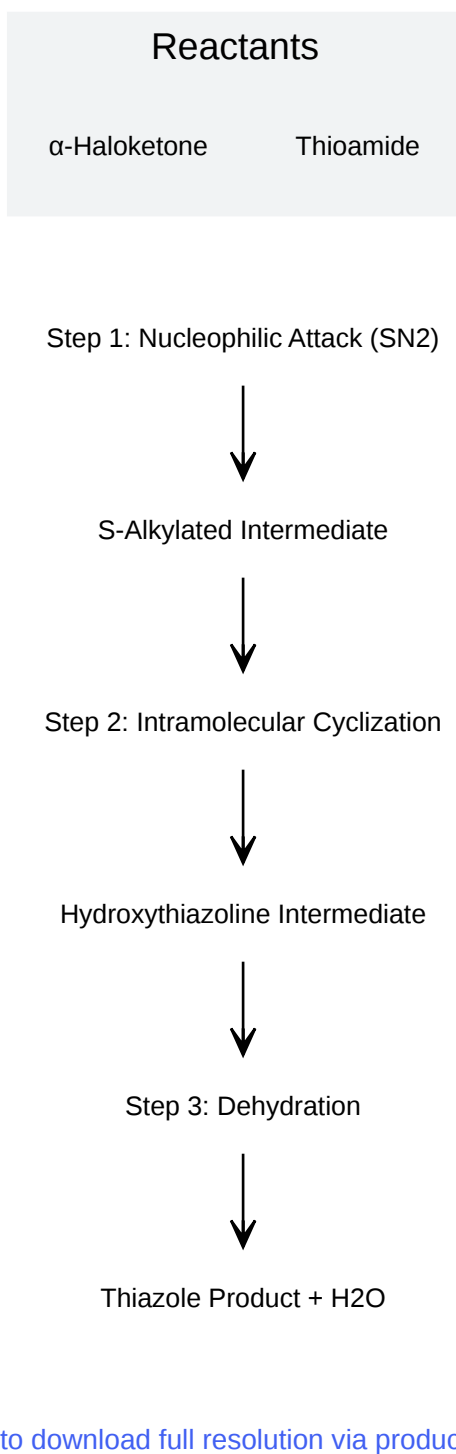 Reactants
α-Haloketone Thioamide
Step 1: Nucleophilic Attack (SN2)
S-Alkylated Intermediate
Step 2: Intramolecular Cyclization
Hydroxythiazoline Intermediate
Step 3: Dehydration
Thiazole Product + H2O
to download full resolution via